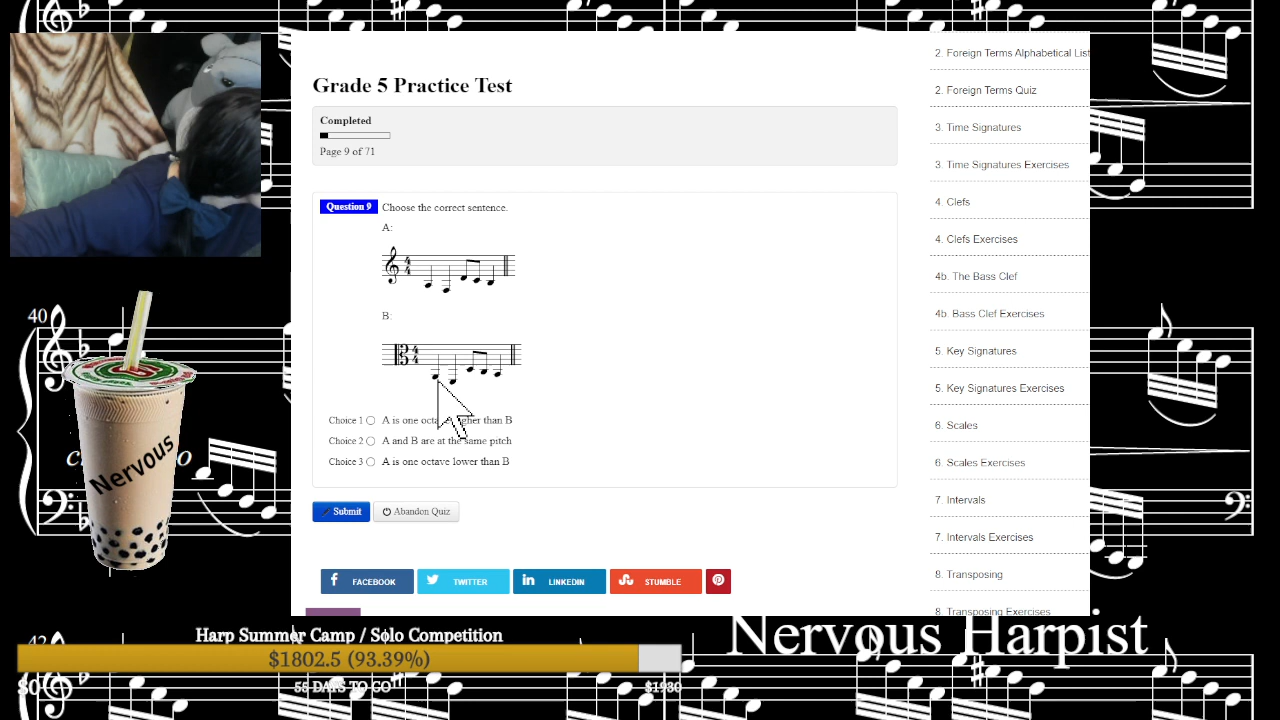 2. Foreign Terms Alphabetical List
Grade 5 Practice Test
2. Foreign Terms Quiz
Completed
3. Time Signatures
Page 9 of 71
3. Time Signatures Exercises
Question 9 Choose the correct sentence.
4. Clefs
A:
4. Clefs Exercises
4b. The Bass Clef
B:
4b. Bass Clef Exercises
40
5. Key Signatures
5. Key Signatures Exercises
Choice 1 A is one octave higher than B
6. Scales
Choice 2 A and B are at the same pitch
Choice 3 A is one octave lower than B
6. Scales Exercises
Nervous
7. Intervals
Submit Abandon Quiz
7. Intervals Exercises
8. Transposing
FACEBOOK TWITTER LINKEDIN STUMBLE
8. Transposing Exercises
42
Harp Summer Camp / Solo Competition
Nervous Harpist
$1802.5 (93.39%)
$0 55 DAYS TO GO $1930